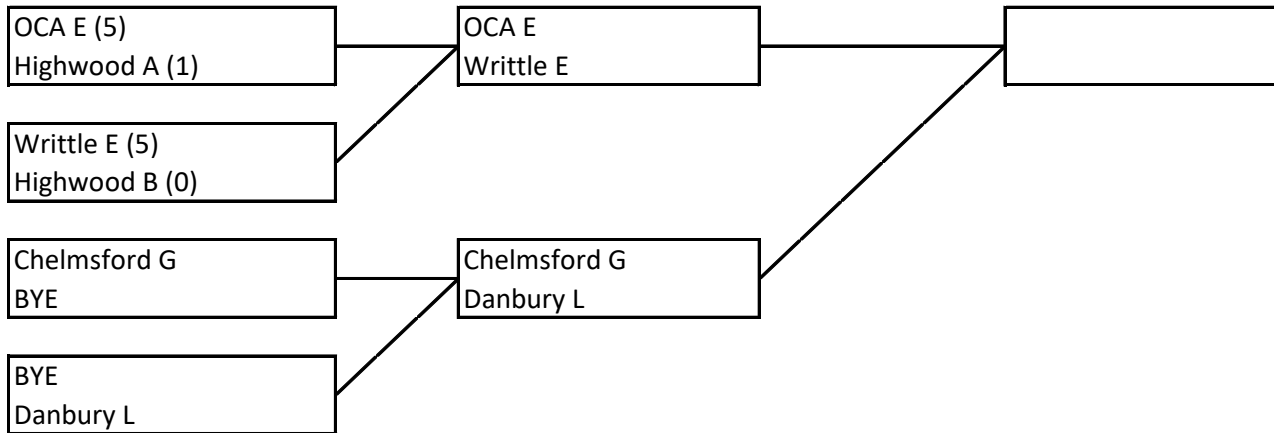 OCA E (5)
Highwood A (1)
Writtle E (5)
Highwood B (0)
Chelmsford G
BYE
BYE
Danbury L
OCA E
Writtle E
Chelmsford G
Danbury L